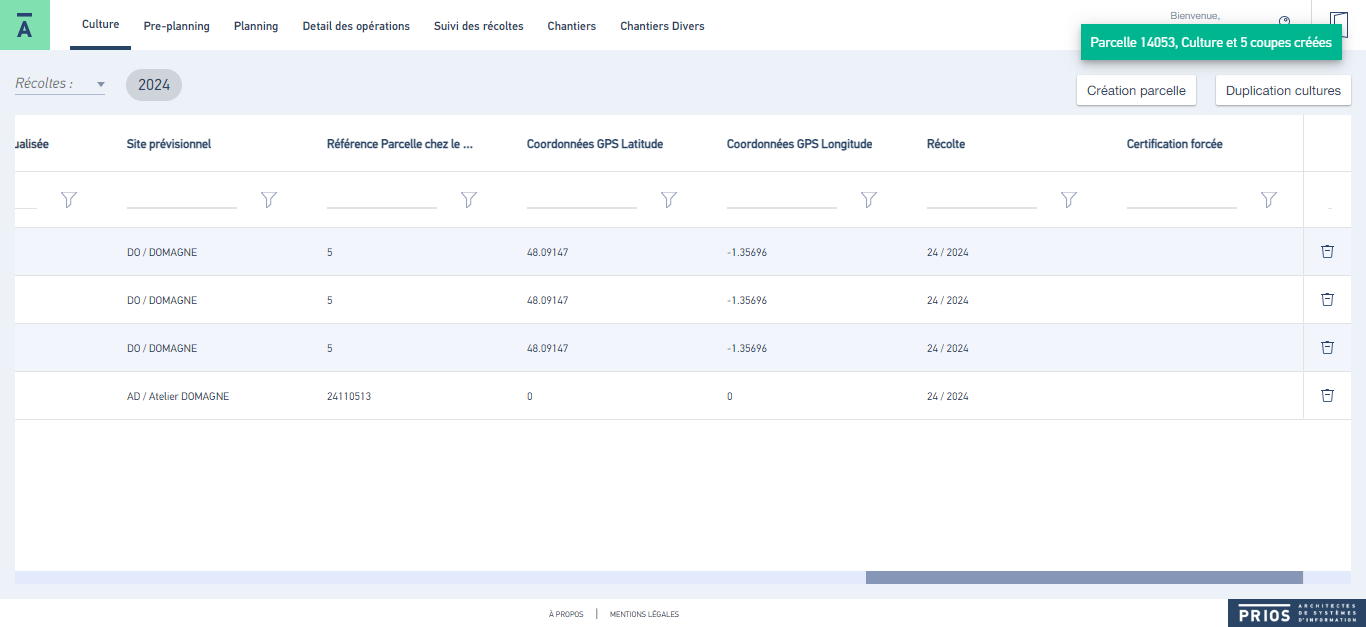 Ā
Culture
Pre-planning
Planning
Detail des opérations
Suivi des récoltes
Chantiers
Chantiers Divers
Bienvenue,
Parcelle 14053, Culture et 5 coupes créées
Récoltes :
2024
Création parcelle
Duplication cultures
ualisée
Site prévisionnel
Référence Parcelle chez le ...
Coordonnées GPS Latitude
Coordonnées GPS Longitude
Récolte
Certification forcée
DO / DOMAGNE 5 48.09147 -1.35696 24 / 2024
DO / DOMAGNE 5 48.09147 -1.35696 24 / 2024
DO / DOMAGNE 5 48.09147 -1.35696 24 / 2024
AD / Atelier DOMAGNE 24110513 0 0 24 / 2024
À PROPOS | MENTIONS LÉGALES
PRIOS
ARCHITECTES
DE SYSTÈMES
D'INFORMATION